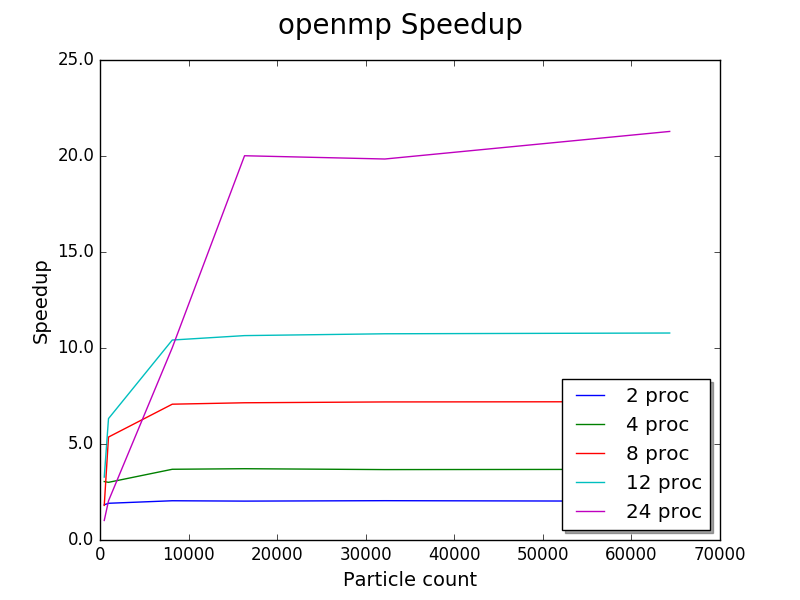 openmp Speedup
25.0
20.0
15.0
10.0
5.0
0.0
Speedup
2 proc
4 proc
8 proc
12 proc
24 proc
0 10000 20000 30000 40000 50000 60000 70000
Particle count